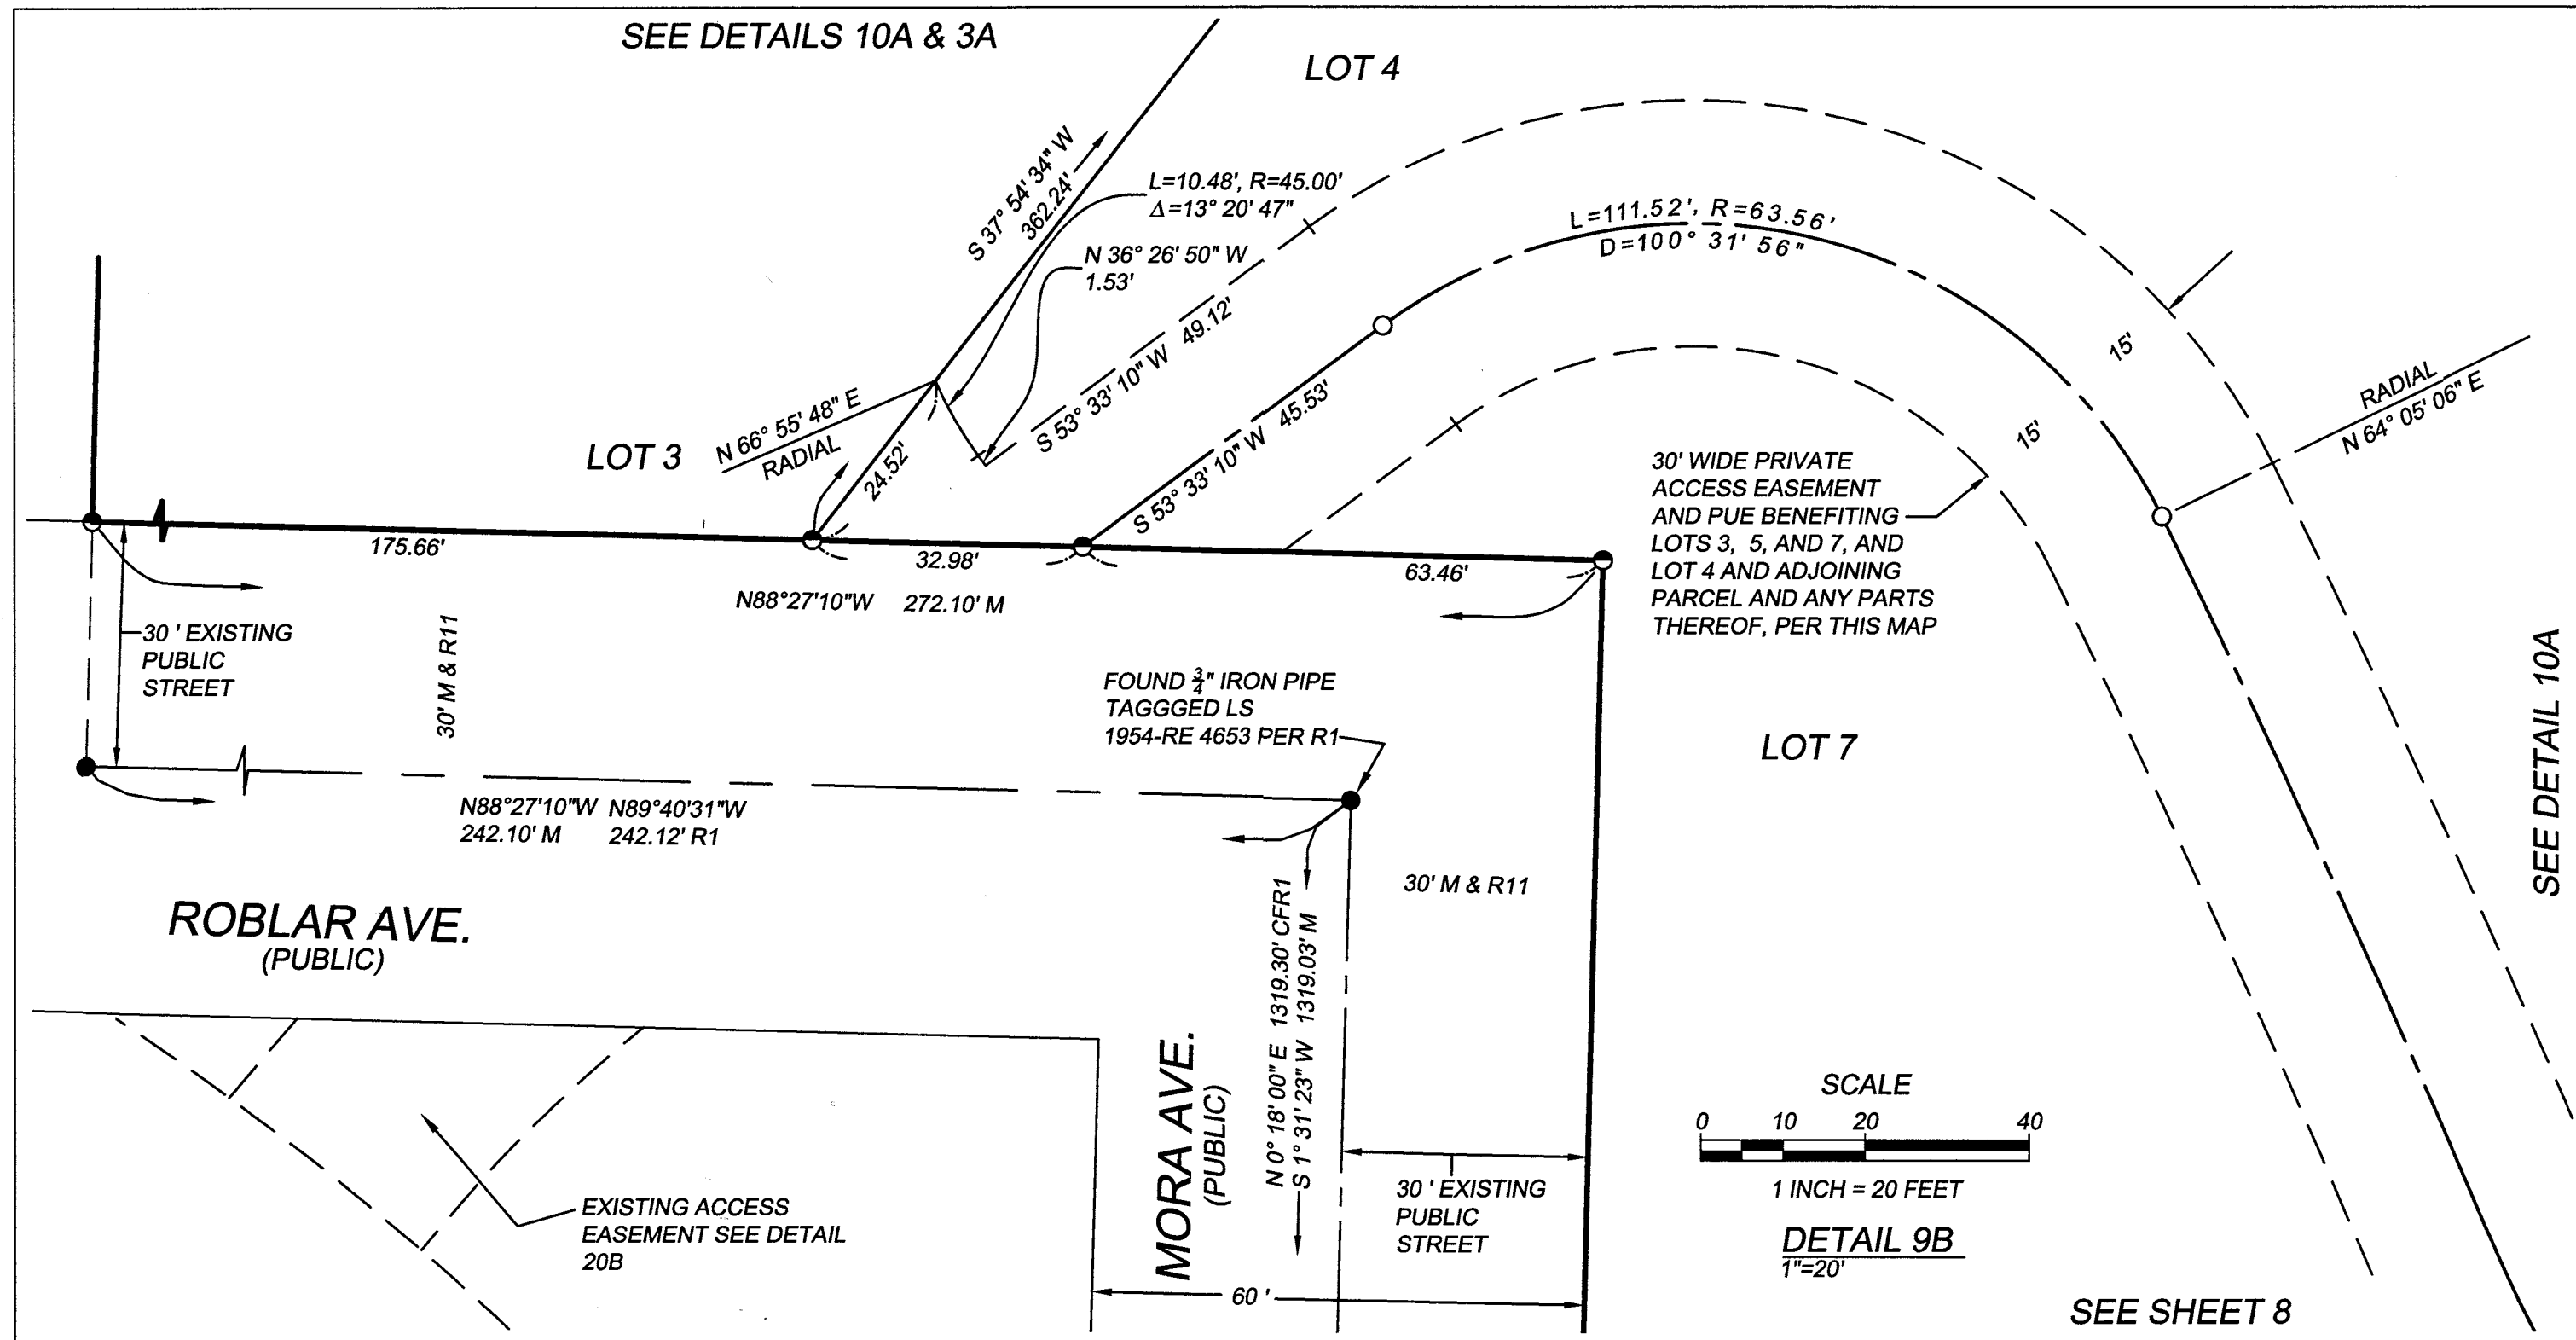 SEE DETAILS 10A & 3A
LOT 4
S 37° 54' 34" W
362.24'
L=10.48', R=45.00'
Δ=13° 20' 47"
N 36° 26' 50" W
1.53'
L=111.52', R=63.56'
D=100° 31' 56"
S 53° 33' 10" W 49.12'
S 53° 33' 10" W 45.53'
15'
15'
RADIAL
N 64° 05' 06" E
LOT 3
N 66° 55' 48" E
RADIAL
24.52'
30' WIDE PRIVATE
ACCESS EASEMENT
AND PUE BENEFITING
LOTS 3, 5, AND 7, AND
LOT 4 AND ADJOINING
PARCEL AND ANY PARTS
THEREOF, PER THIS MAP
175.66'
32.98'
63.46'
N88°27'10"W 272.10' M
30 ' EXISTING
PUBLIC
STREET
30' M & R11
FOUND 3/4" IRON PIPE
TAGGGED LS
1954-RE 4653 PER R1
LOT 7
SEE DETAIL 10A
N88°27'10"W N89°40'31"W
242.10' M 242.12' R1
30' M & R11
ROBLAR AVE.
(PUBLIC)
MORA AVE.
(PUBLIC)
N 0° 18' 00" E 1319.30' CFR1
S 1° 31' 23" W 1319.03' M
EXISTING ACCESS
EASEMENT SEE DETAIL
20B
30 ' EXISTING
PUBLIC
STREET
60 '
SCALE
0 10 20 40
1 INCH = 20 FEET
DETAIL 9B
1"=20'
SEE SHEET 8